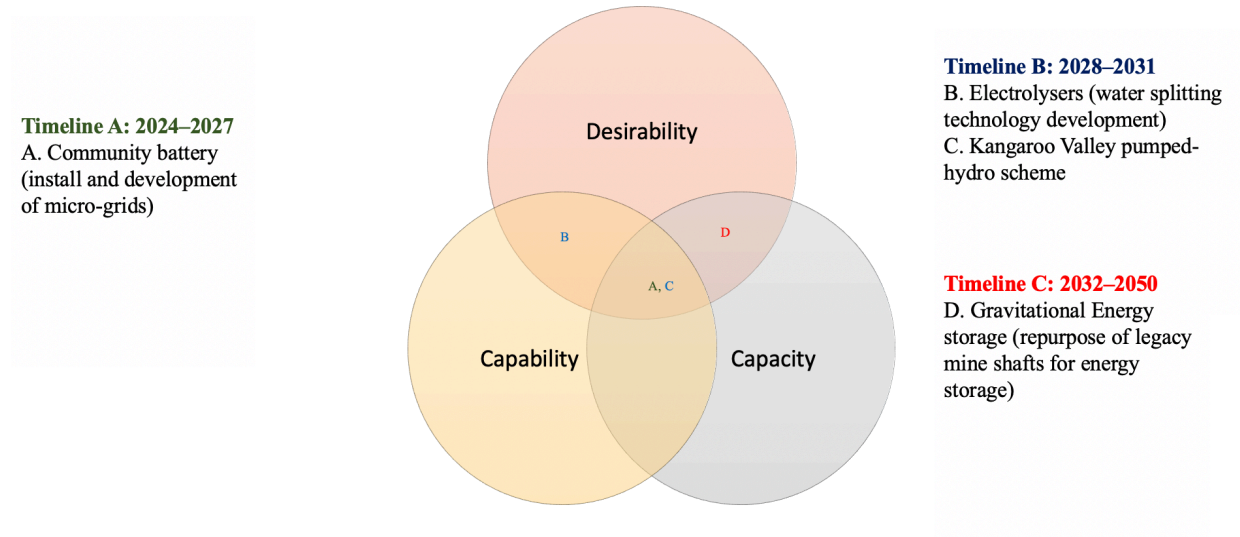 Timeline A: 2024–2027
A. Community battery
(install and development
of micro-grids)
Desirability
B
D
A, C
Capability
Capacity
Timeline B: 2028–2031
B. Electrolysers (water splitting
technology development)
C. Kangaroo Valley pumped-
hydro scheme
Timeline C: 2032–2050
D. Gravitational Energy
storage (repurpose of legacy
mine shafts for energy
storage)